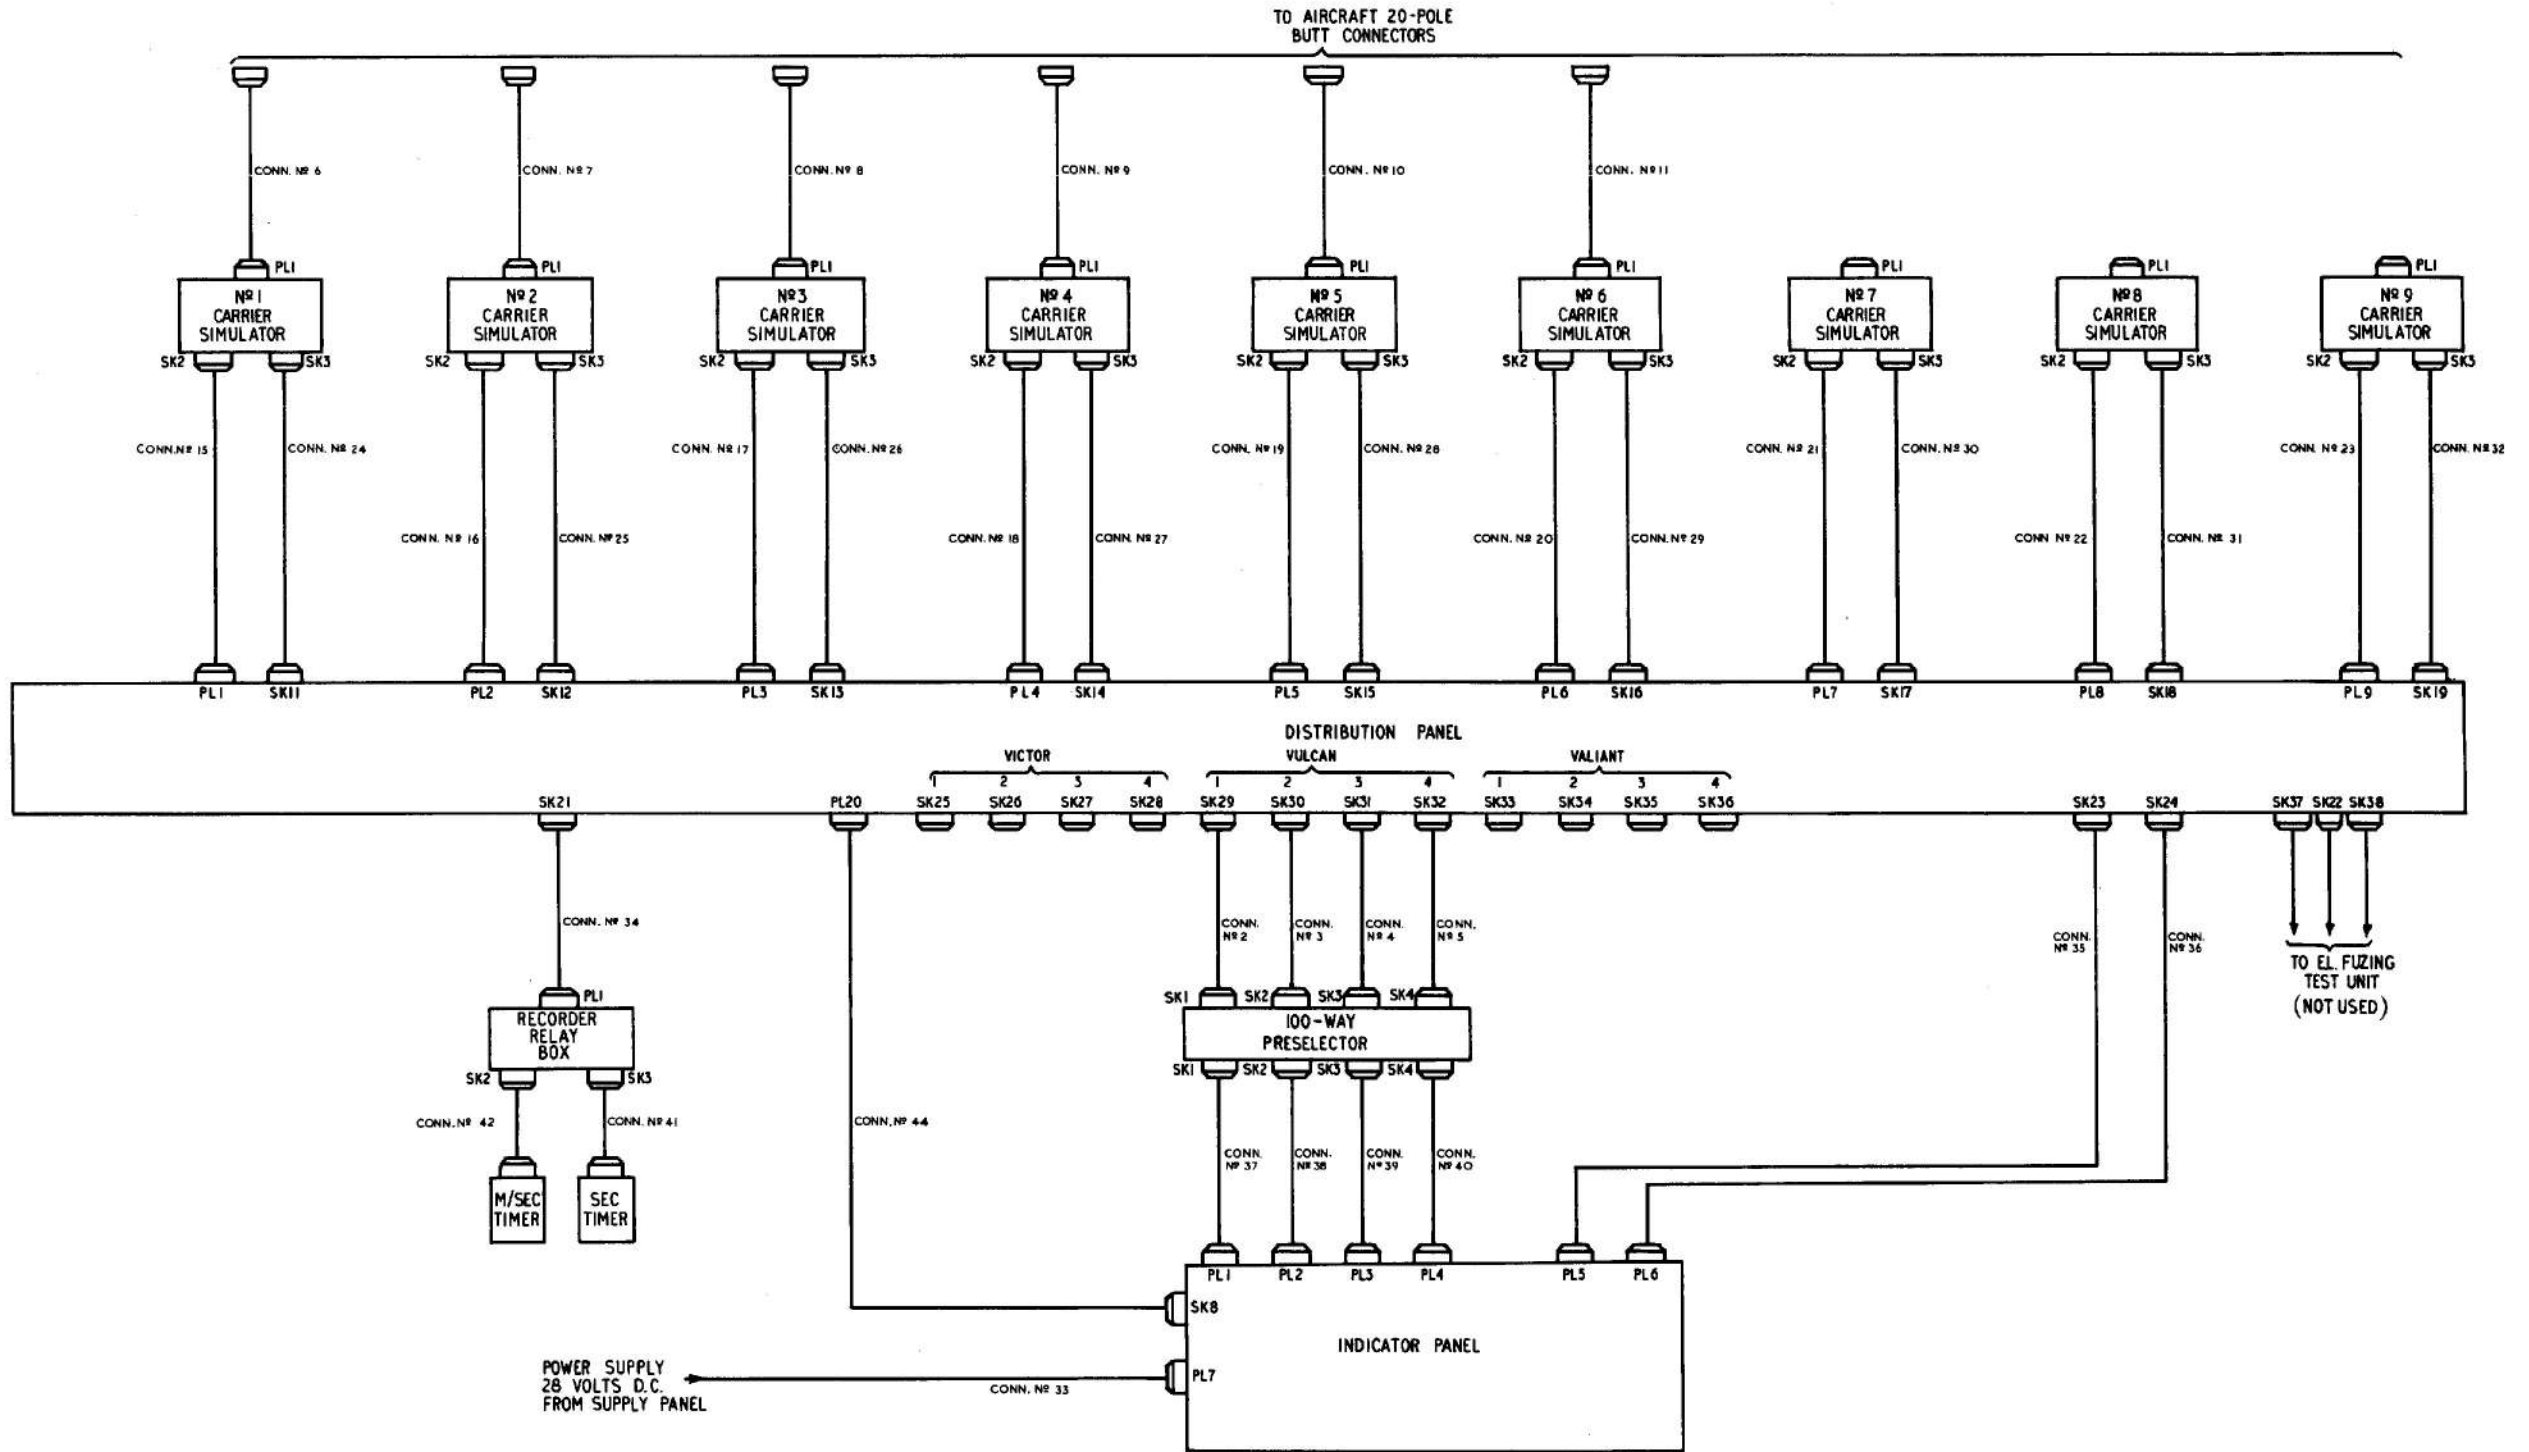 TO AIRCRAFT 20-POLE
BUTT CONNECTORS
CONN. Nº 6
CONN. Nº 7
CONN. Nº 8
CONN. Nº 9
CONN. Nº 10
CONN. Nº 11
PL1
PL1
PL1
PL1
PL1
PL1
PL1
PL1
PL1
Nº 1
CARRIER
SIMULATOR
Nº 2
CARRIER
SIMULATOR
Nº 3
CARRIER
SIMULATOR
Nº 4
CARRIER
SIMULATOR
Nº 5
CARRIER
SIMULATOR
Nº 6
CARRIER
SIMULATOR
Nº 7
CARRIER
SIMULATOR
Nº 8
CARRIER
SIMULATOR
Nº 9
CARRIER
SIMULATOR
SK2
SK3
SK2
SK3
SK2
SK3
SK2
SK3
SK2
SK3
SK2
SK3
SK2
SK3
SK2
SK3
SK2
SK3
CONN. Nº 15
CONN. Nº 24
CONN. Nº 17
CONN. Nº 26
CONN. Nº 19
CONN. Nº 28
CONN. Nº 21
CONN. Nº 30
CONN. Nº 23
CONN. Nº 32
CONN. Nº 16
CONN. Nº 25
CONN. Nº 18
CONN. Nº 27
CONN. Nº 20
CONN. Nº 29
CONN Nº 22
CONN. Nº 31
PL1
SK11
PL2
SK12
PL3
SK13
PL4
SK14
PL5
SK15
PL6
SK16
PL7
SK17
PL8
SK18
PL9
SK19
DISTRIBUTION PANEL
VICTOR
VULCAN
VALIANT
1 2 3 4
1 2 3 4
1 2 3 4
SK21
PL20
SK25
SK26
SK27
SK28
SK29
SK30
SK31
SK32
SK33
SK34
SK35
SK36
SK23
SK24
SK37
SK22
SK38
CONN. Nº 34
CONN.
Nº 2
CONN.
Nº 3
CONN.
Nº 4
CONN.
Nº 5
CONN.
Nº 35
CONN.
Nº 36
TO EL. FUZING
TEST UNIT
(NOT USED)
PL1
RECORDER
RELAY
BOX
SK1
SK2
SK3
SK4
100-WAY
PRESELECTOR
SK1
SK2
SK3
SK4
SK2
SK3
CONN. Nº 42
CONN. Nº 41
CONN. Nº 44
CONN.
Nº 37
CONN.
Nº 38
CONN.
Nº 39
CONN.
Nº 40
M/SEC
TIMER
SEC
TIMER
PL1
PL2
PL3
PL4
PL5
PL6
SK8
INDICATOR PANEL
PL7
POWER SUPPLY
28 VOLTS D.C.
FROM SUPPLY PANEL
CONN. Nº 33